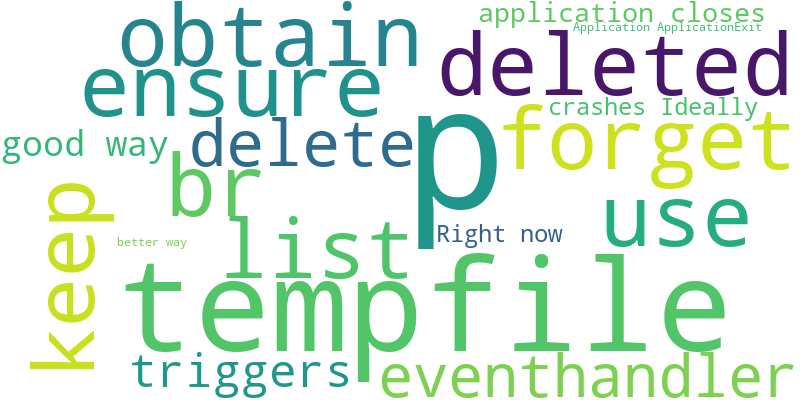 application closes
obtain
Application ApplicationExit
deleted
ensure
crashes Ideally
p
forget
good way
delete
br
keep
use
list
Right now
better way
tempfile
triggers
eventhandler